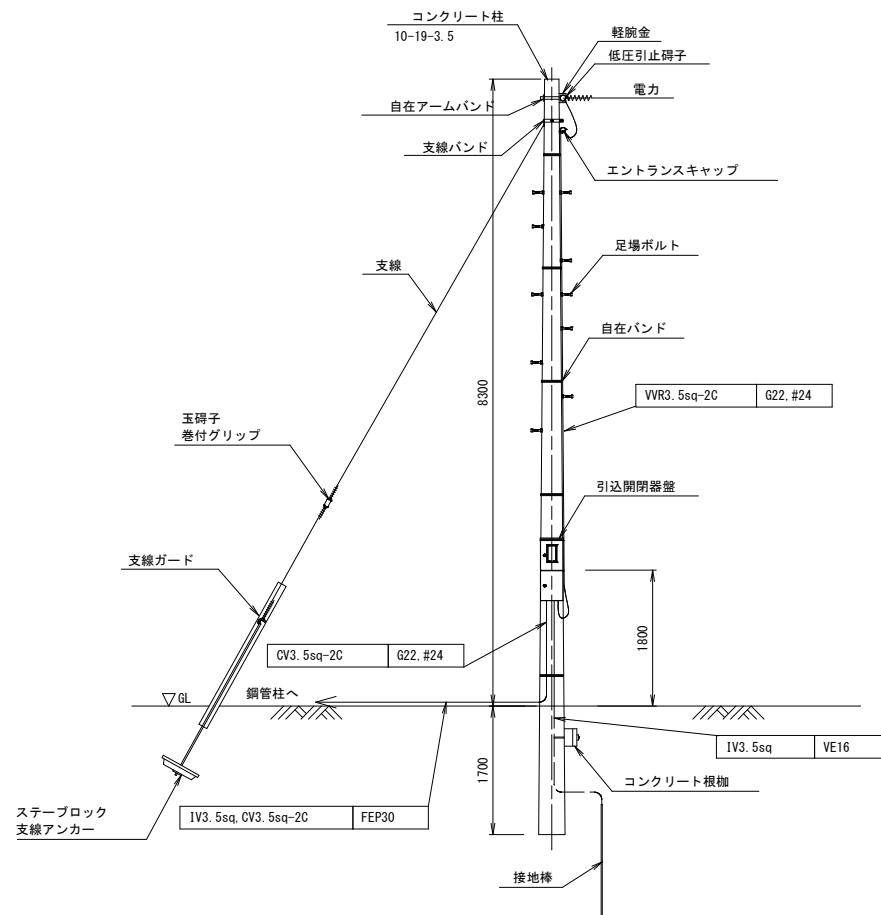 コンクリート柱
10-19-3.5
軽腕金
低圧引止碍子
電力
自在アームバンド
支線バンド
エントランスキャップ
足場ボルト
支線
自在バンド
8300
VVR3.5sq-2C G22,#24
玉碍子
巻付グリップ
引込開閉器盤
支線ガード
1800
CV3.5sq-2C G22,#24
GL
鋼管柱へ
IV3.5sq VE16
1700
コンクリート根枷
ステーブロック
支線アンカー
IV3.5sq,CV3.5sq-2C FEP30
接地棒